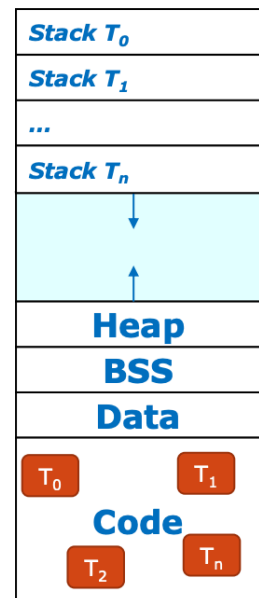 Stack T₀
Stack T₁
...
Stack Tₙ
Heap
BSS
Data
T₀
T₁
Code
T₂
Tₙ